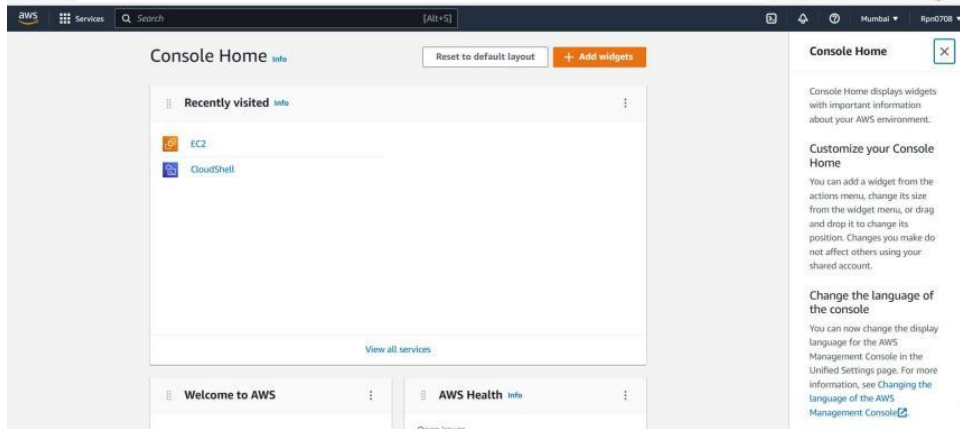 aws Services Search [Alt+S] Mumbai Rpn0708
Console Home Info
Reset to default layout
+ Add widgets
Recently visited Info
EC2
CloudShell
View all services
Welcome to AWS
AWS Health Info
Open issues
Console Home
Console Home displays widgets
with important information
about your AWS environment.
Customize your Console
Home
You can add a widget from the
actions menu, change its size
from the widget menu, or drag
and drop it to change its
position. Changes you make do
not affect others using your
shared account.
Change the language of
the console
You can now change the display
language for the AWS
Management Console in the
Unified Settings page. For more
information, see Changing the
language of the AWS
Management Console